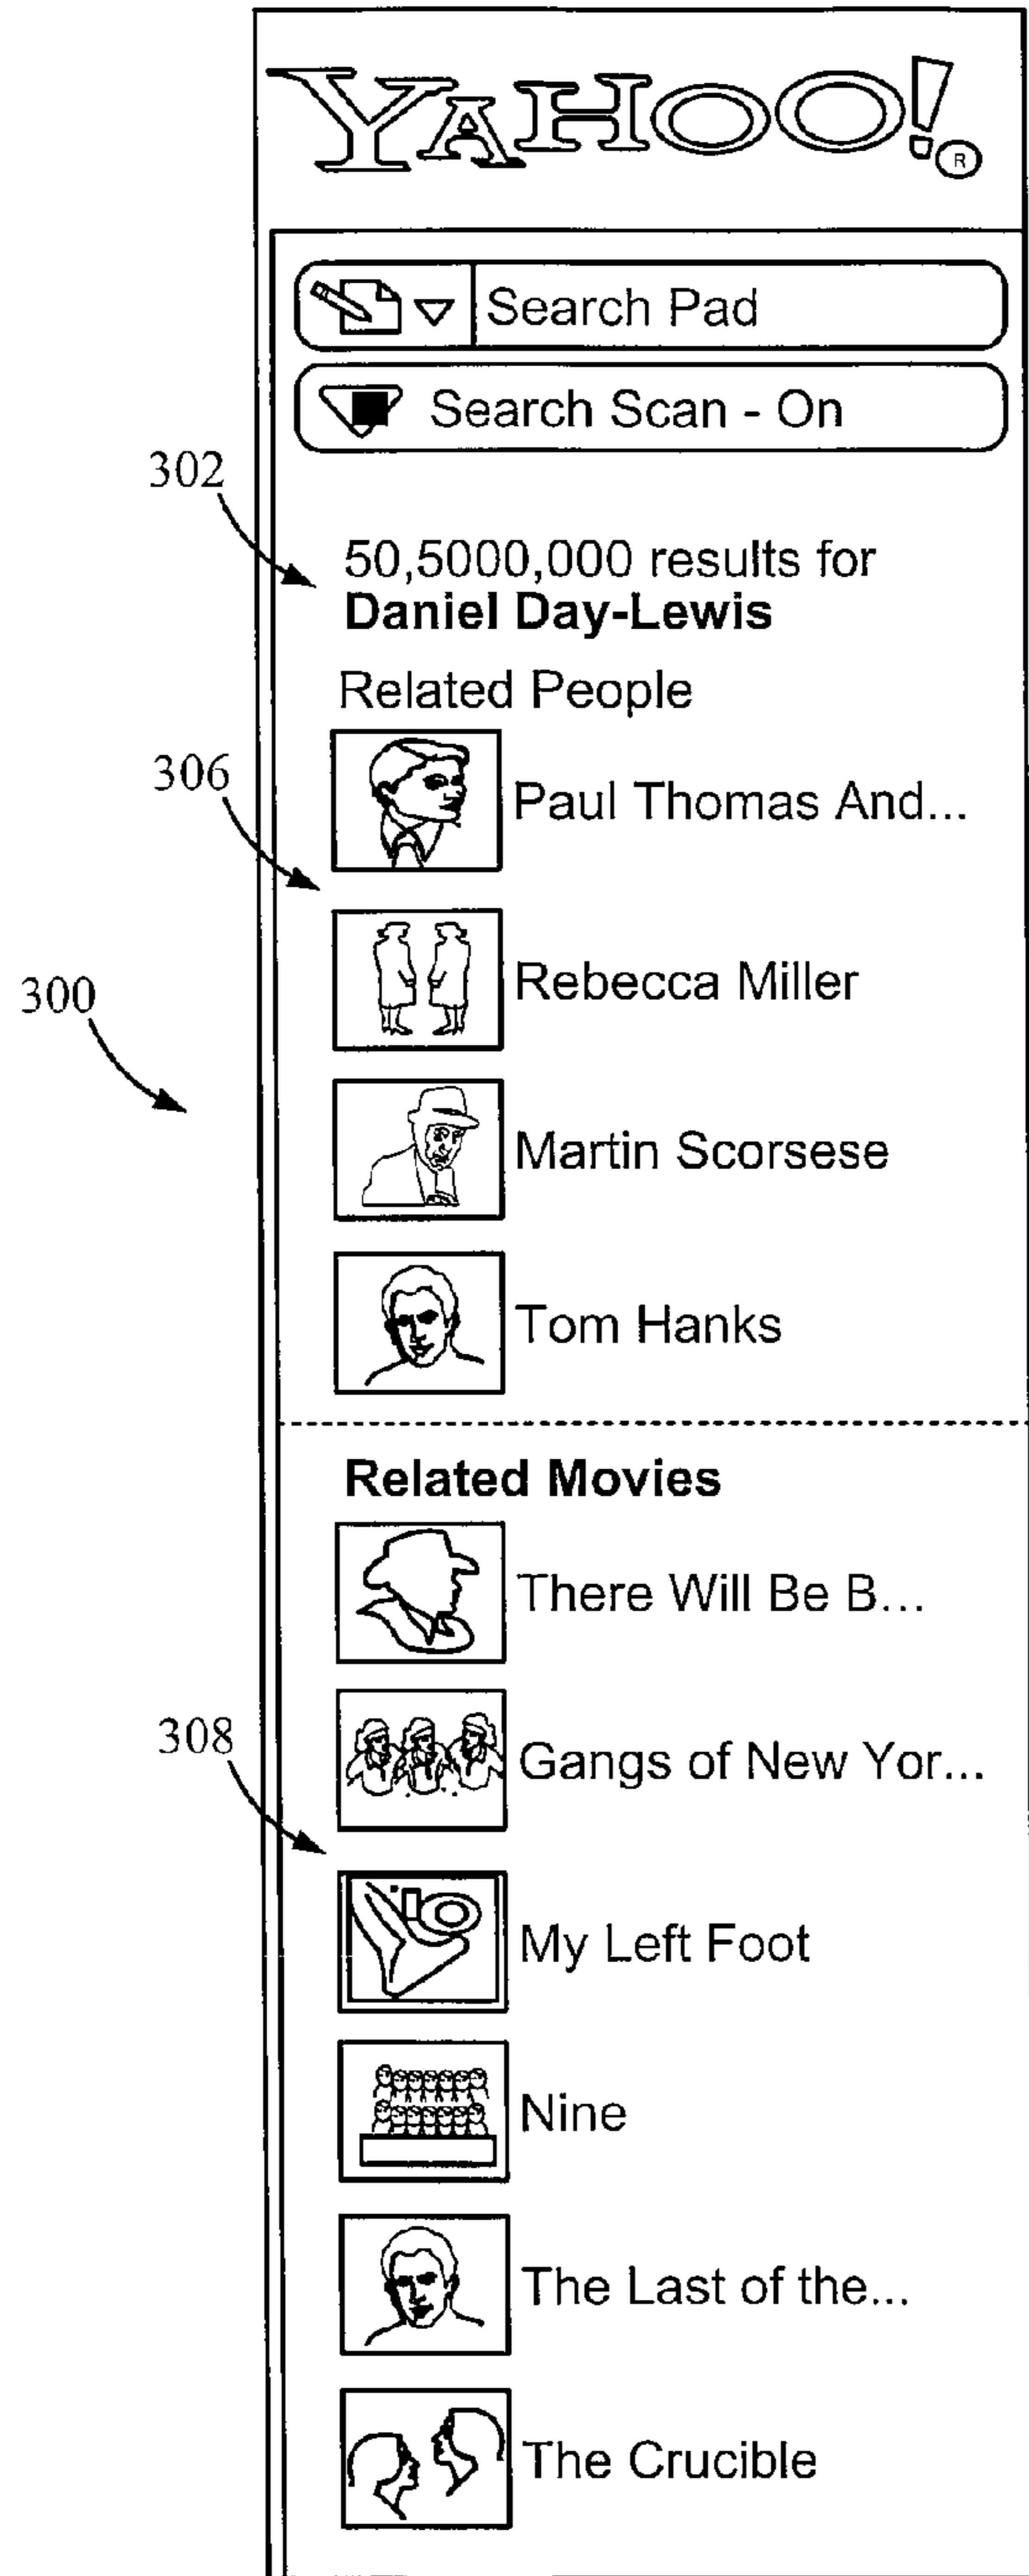 YAHOO!®
Search Pad
Search Scan - On
302
50,5000,000 results for
Daniel Day-Lewis
Related People
306
Paul Thomas And...
Rebecca Miller
300
Martin Scorsese
Tom Hanks
Related Movies
There Will Be B...
308
Gangs of New Yor...
My Left Foot
Nine
The Last of the...
The Crucible